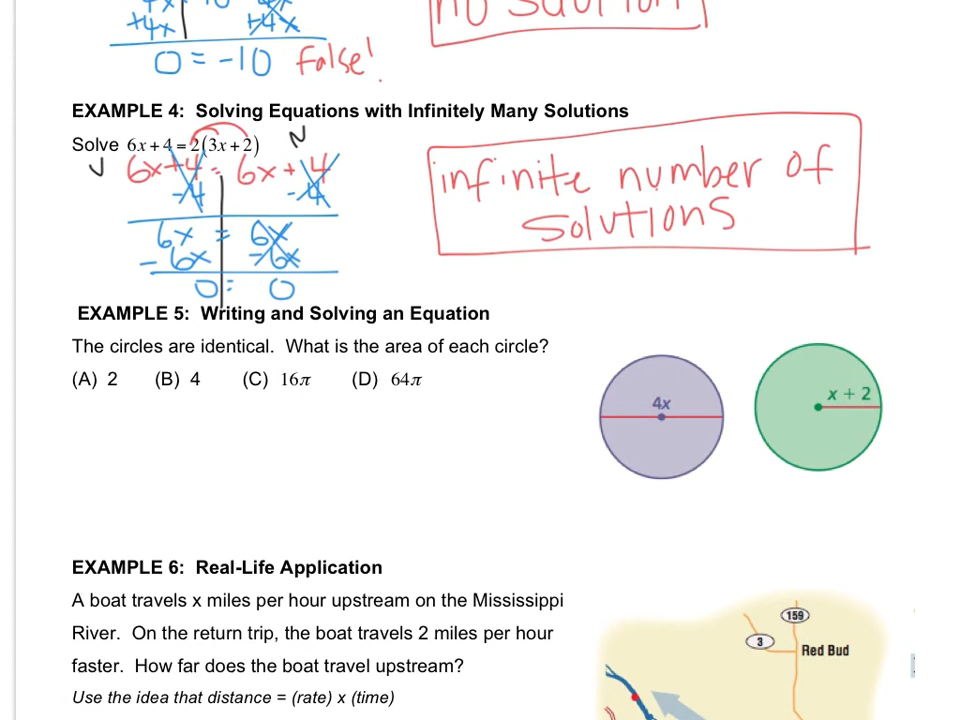 no solution
+4x +4x
0 = -10 False!
EXAMPLE 4: Solving Equations with Infinitely Many Solutions
Solve 6x + 4 = 2(3x + 2)
6x + 4 = 6x + 4
-4 -4
6x = 6x
- 6x - 6x
0 = 0
infinite number of
solutions
EXAMPLE 5: Writing and Solving an Equation
The circles are identical. What is the area of each circle?
(A) 2 (B) 4 (C) 16π (D) 64π
4x
x + 2
EXAMPLE 6: Real-Life Application
A boat travels x miles per hour upstream on the Mississippi
River. On the return trip, the boat travels 2 miles per hour
faster. How far does the boat travel upstream?
Use the idea that distance = (rate) x (time)
159
3
Red Bud